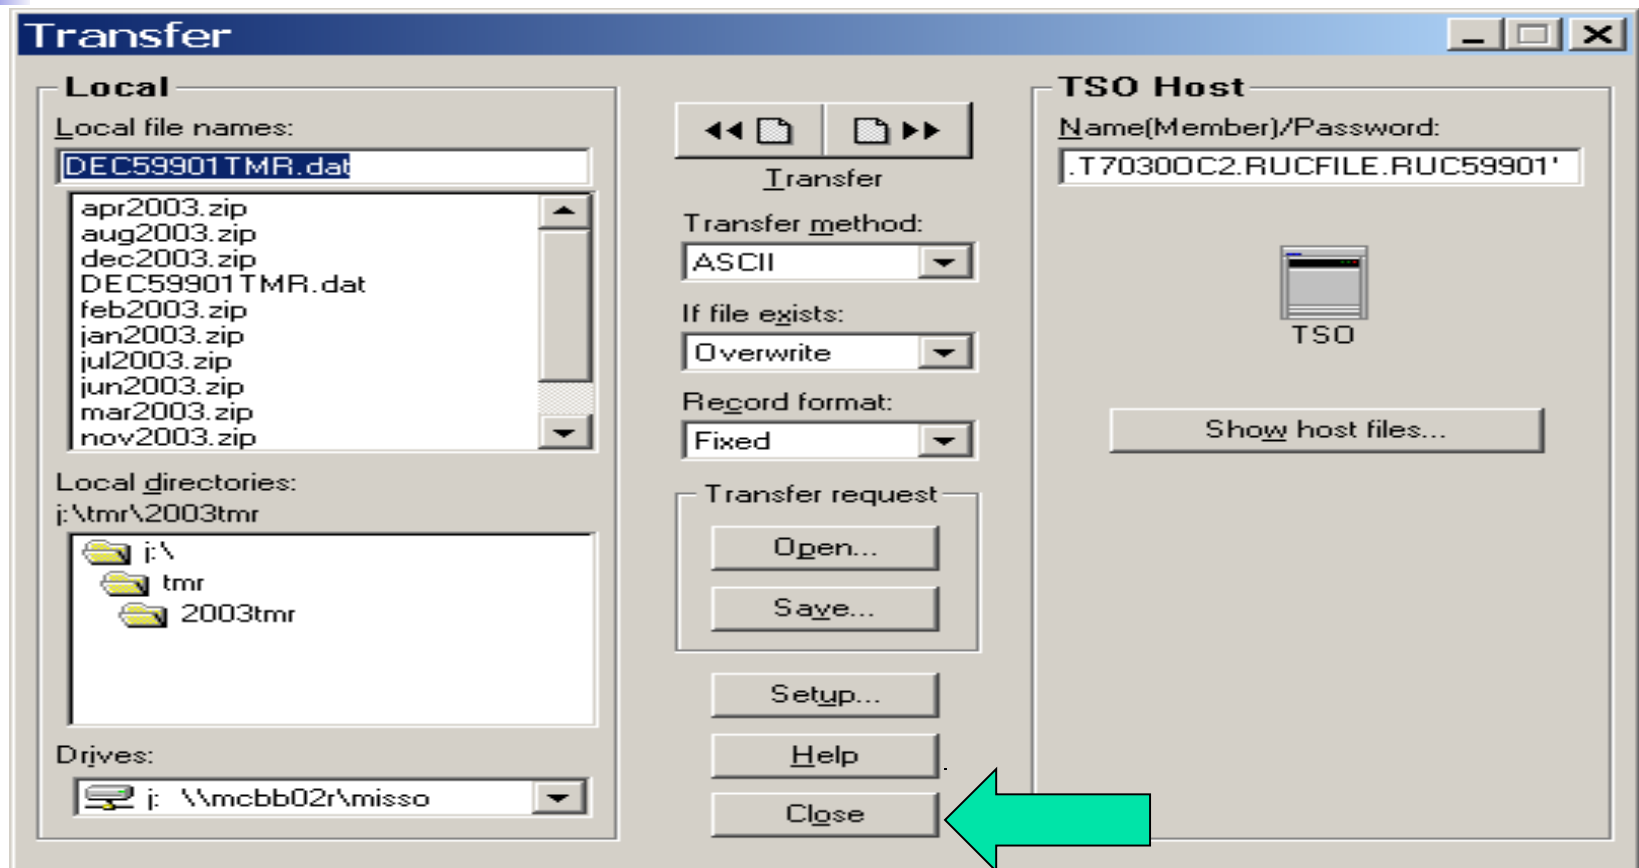 Transfer
Local
Local file names:
DEC59901TMR.dat
apr2003.zip
aug2003.zip
dec2003.zip
DEC59901TMR.dat
feb2003.zip
jan2003.zip
jul2003.zip
jun2003.zip
mar2003.zip
nov2003.zip
Local directories:
j:\tmr\2003tmr
j:\
tmr
2003tmr
Drives:
j: \\mcbb02r\misso
Transfer
Transfer method:
ASCII
If file exists:
Overwrite
Record format:
Fixed
Transfer request
Open...
Save...
Setup...
Help
Close
TSO Host
Name(Member)/Password:
.T7030OC2.RUCFILE.RUC59901'
TSO
Show host files...